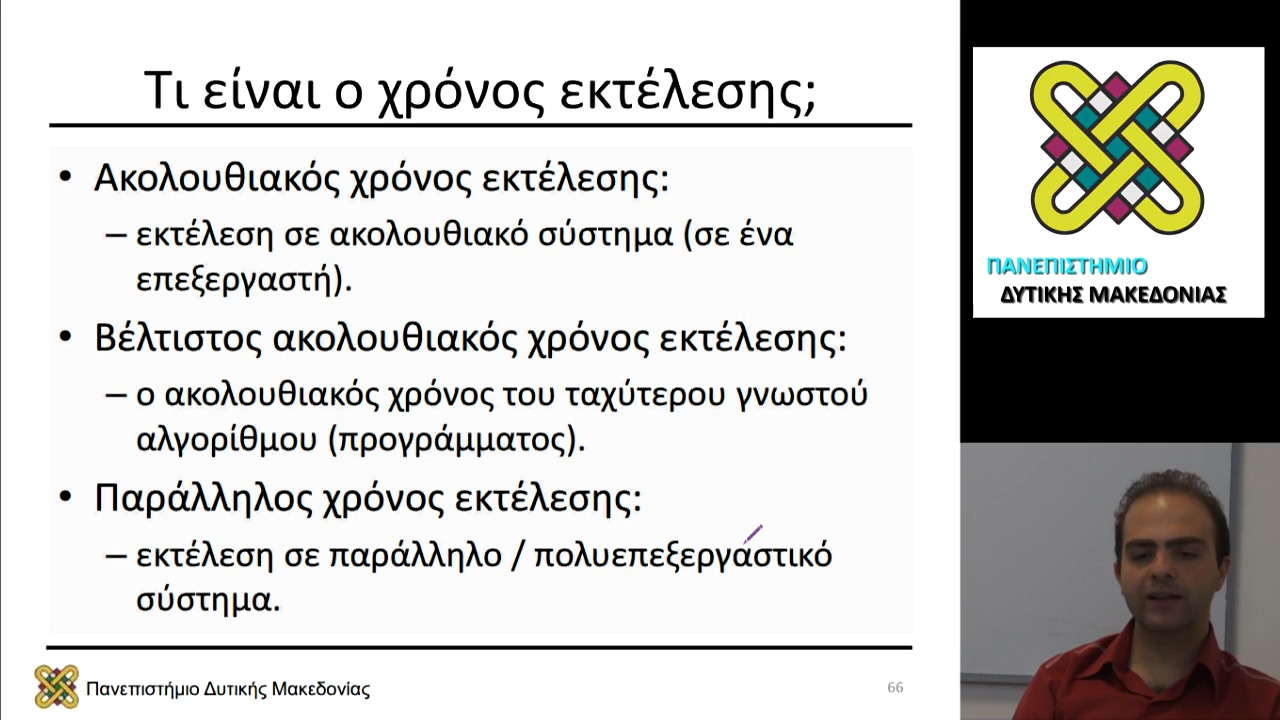 Τι είναι ο χρόνος εκτέλεσης;
• Ακολουθιακός χρόνος εκτέλεσης:
– εκτέλεση σε ακολουθιακό σύστημα (σε ένα
επεξεργαστή).
• Βέλτιστος ακολουθιακός χρόνος εκτέλεσης:
– ο ακολουθιακός χρόνος του ταχύτερου γνωστού
αλγορίθμου (προγράμματος).
• Παράλληλος χρόνος εκτέλεσης:
– εκτέλεση σε παράλληλο / πολυεπεξεργαστικό
σύστημα.
Πανεπιστήμιο Δυτικής Μακεδονίας
66
ΠΑΝΕΠΙΣΤΗΜΙΟ
ΔΥΤΙΚΗΣ ΜΑΚΕΔΟΝΙΑΣ